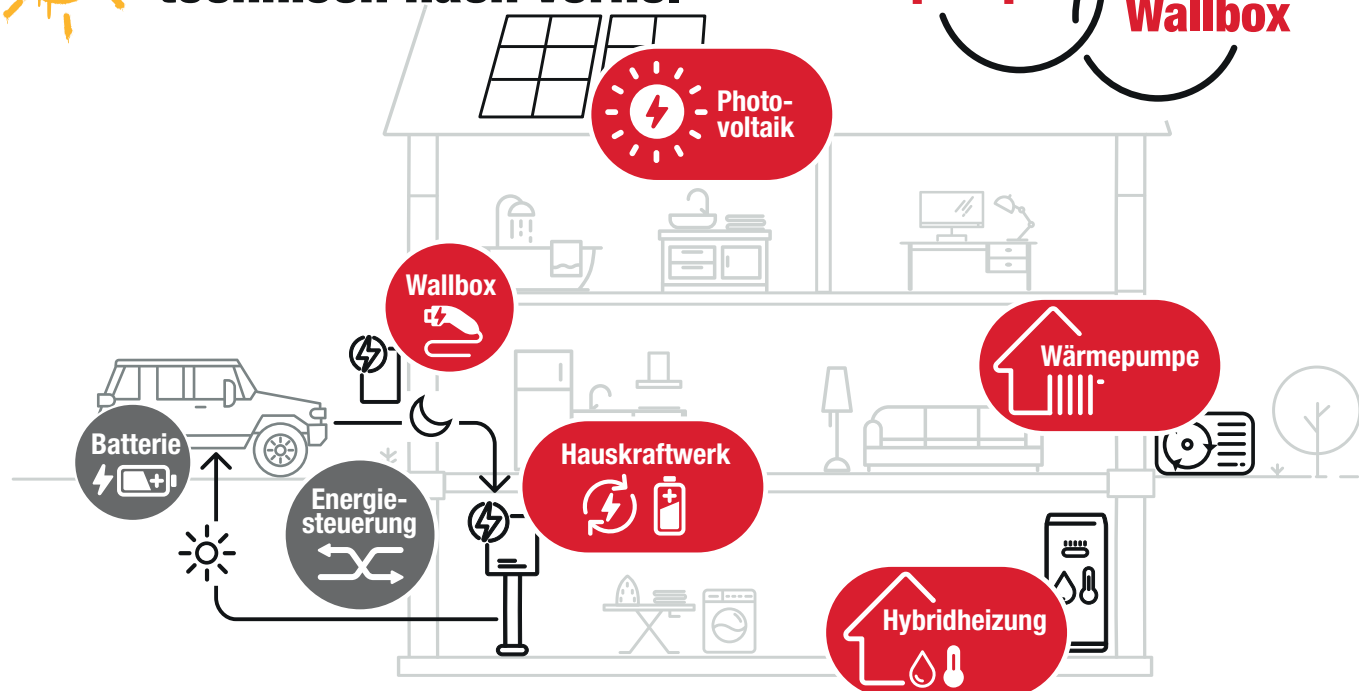 Wallbox
Photo-
voltaik
Wallbox
Wärmepumpe
Batterie
Hauskraftwerk
Energie-
steuerung
Hybridheizung